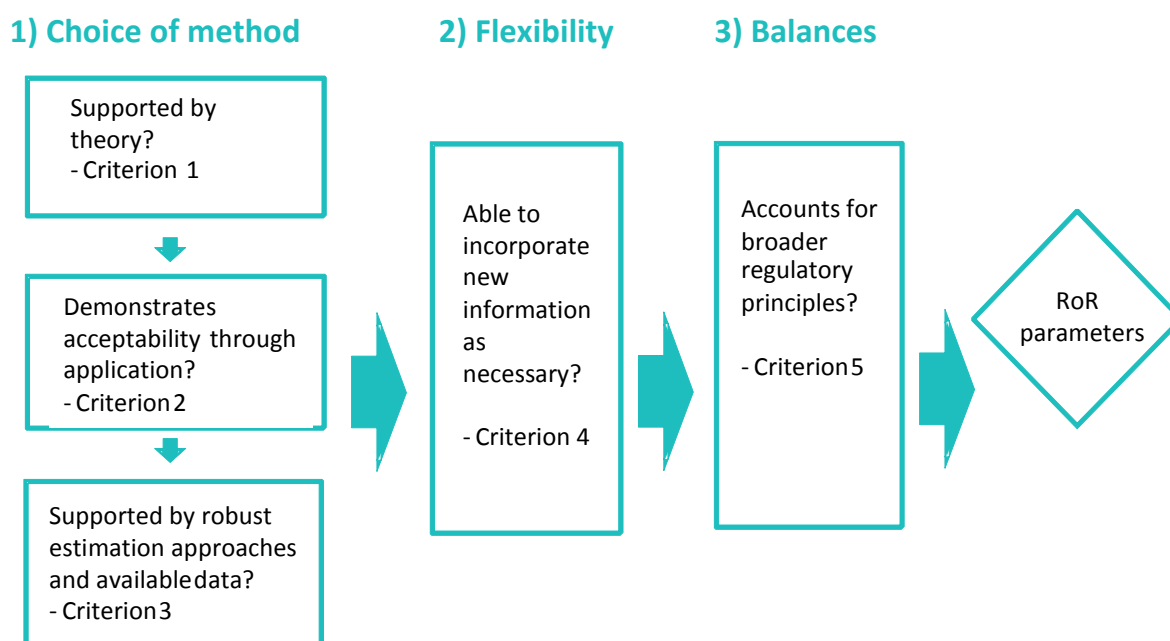 1) Choice of method
2) Flexibility
3) Balances
Supported by
theory?
- Criterion 1
Demonstrates
acceptability through
application?
- Criterion 2
Supported by robust
estimation approaches
and available data?
- Criterion 3
Able to
incorporate
new
information
as
necessary?
- Criterion 4
Accounts for
broader
regulatory
principles?
- Criterion 5
RoR
parameters